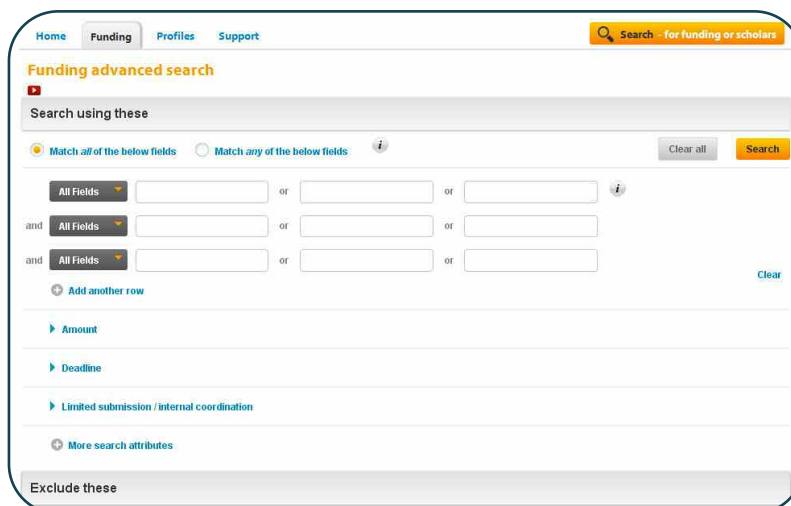 Home Funding Profiles Support Search - for funding or scholars
Funding advanced search
Search using these
Match all of the below fields Match any of the below fields i Clear all Search
All Fields or or i
and All Fields or or
and All Fields or or
Clear
Add another row
Amount
Deadline
Limited submission / internal coordination
More search attributes
Exclude these